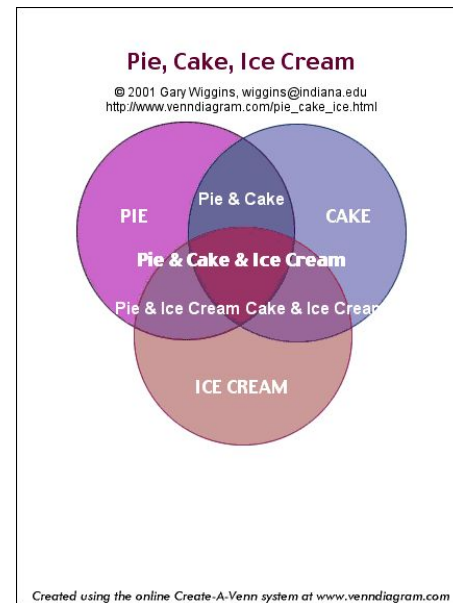 Pie, Cake, Ice Cream
© 2001 Gary Wiggins, wiggins@indiana.edu
http://www.venndiagram.com/pie_cake_ice.html
Pie & Cake
PIE
CAKE
Pie & Cake & Ice Cream
Pie & Ice Cream
Cake & Ice Cream
ICE CREAM
Created using the online Create-A-Venn system at www.venndiagram.com